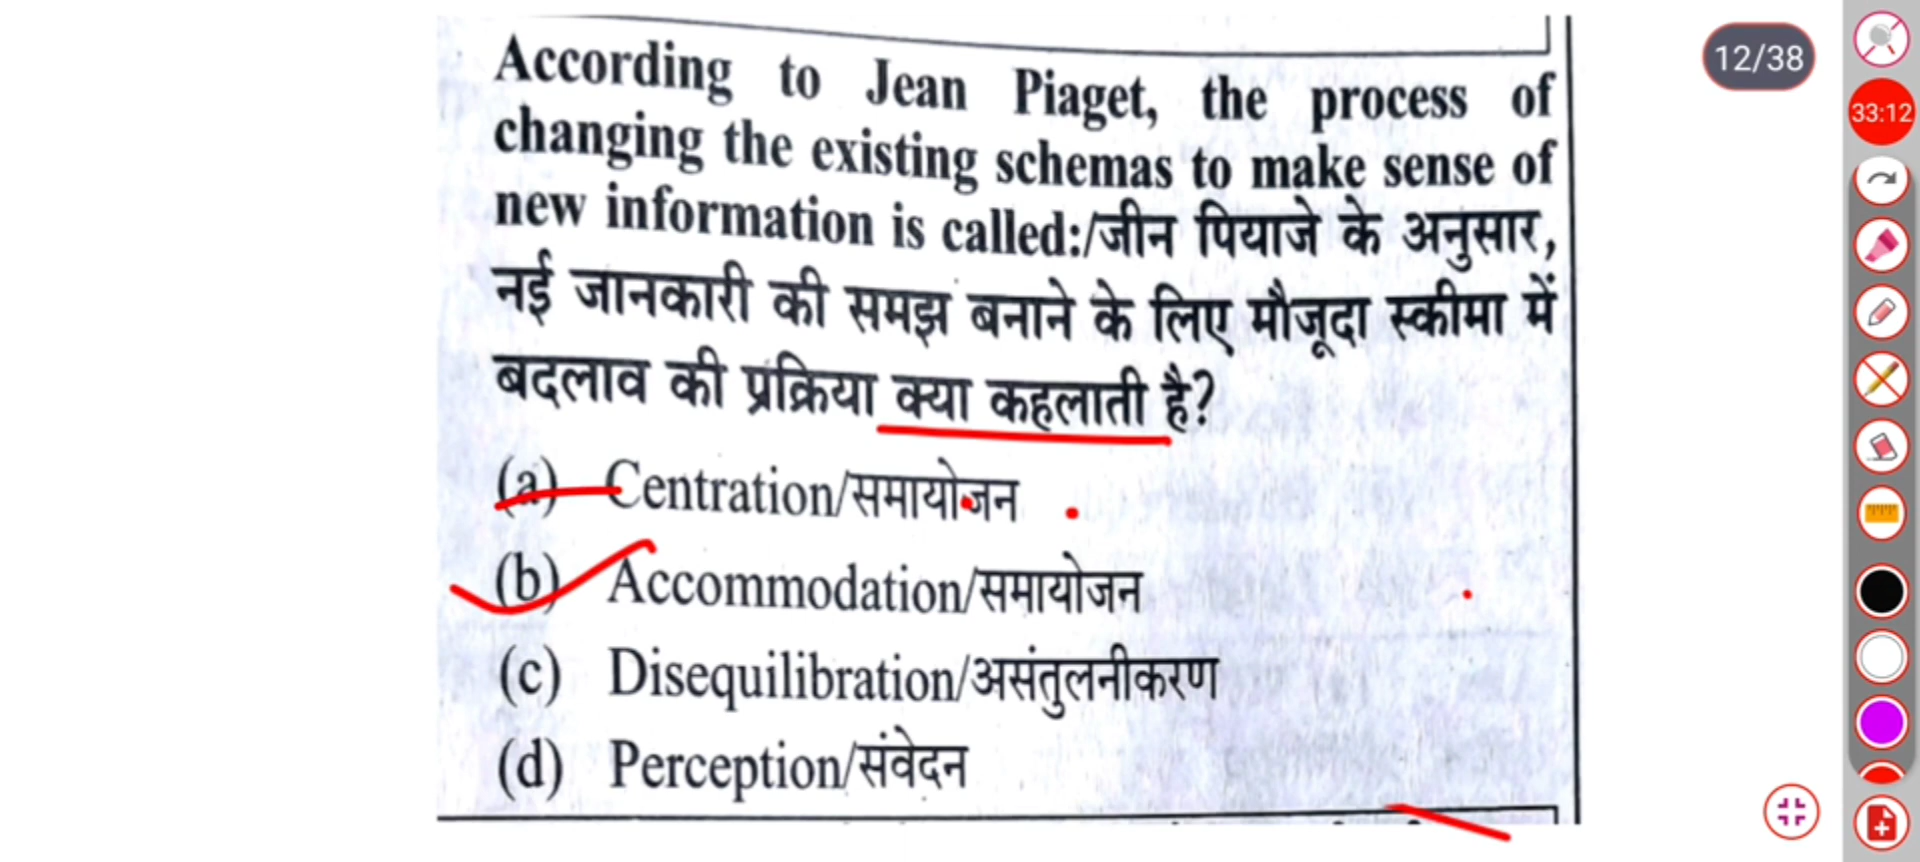 12/38
33:12
According to Jean Piaget, the process of
changing the existing schemas to make sense of
new information is called:/जीन पियाजे के अनुसार,
नई जानकारी की समझ बनाने के लिए मौजूदा स्कीमा में
बदलाव की प्रक्रिया क्या कहलाती है?
(a) Centration/समायोजन
(b) Accommodation/समायोजन
(c) Disequilibration/असंतुलनीकरण
(d) Perception/संवेदन